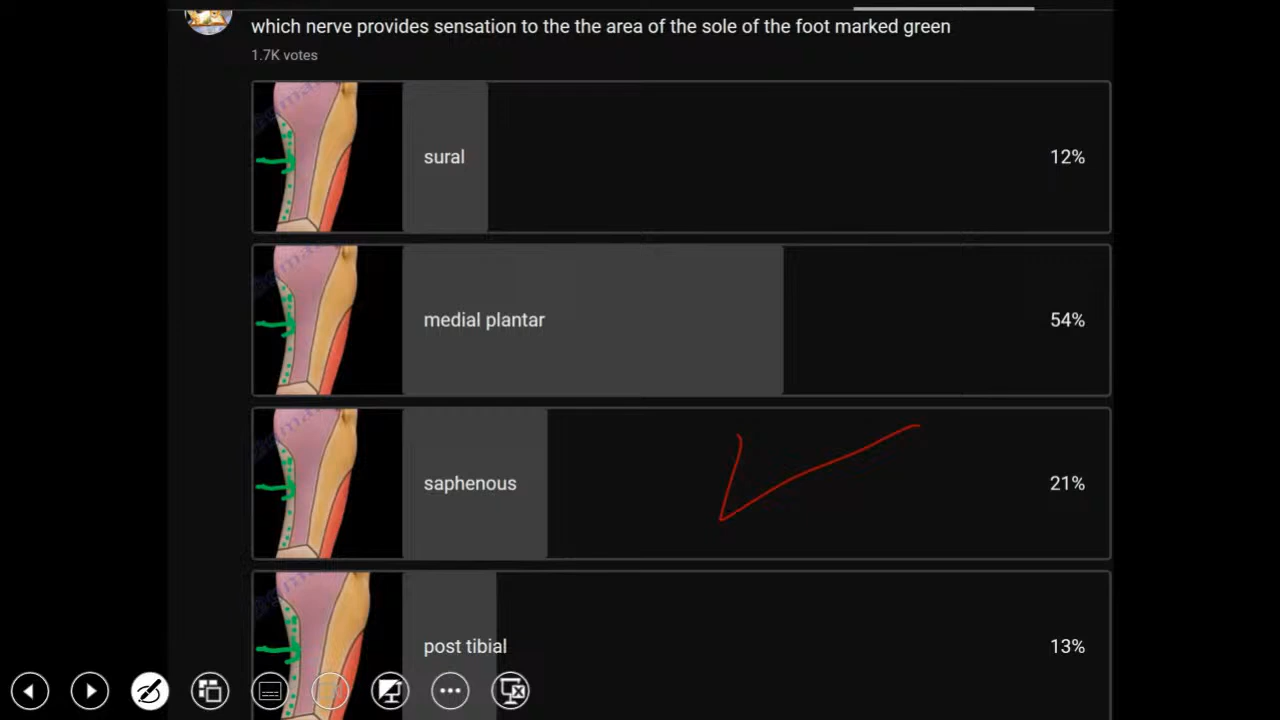 which nerve provides sensation to the the area of the sole of the foot marked green
1.7K votes
sural
12%
medial plantar
54%
saphenous
21%
post tibial
13%